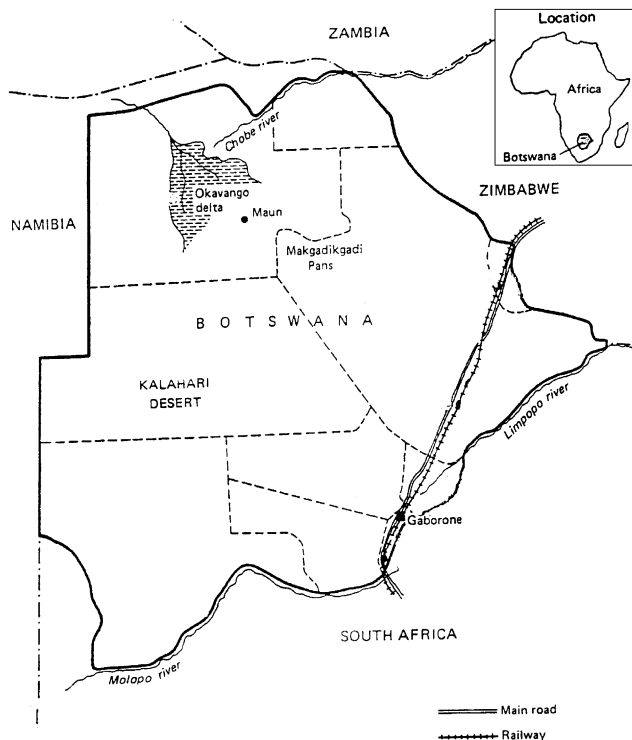 ZAMBIA
Location
Africa
Botswana
Chobe river
Okavango
delta
Maun
ZIMBABWE
NAMIBIA
Makgadikgadi
Pans
BOTSWANA
KALAHARI
DESERT
Limpopo river
Gaborone
SOUTH AFRICA
Molopo river
Main road
Railway